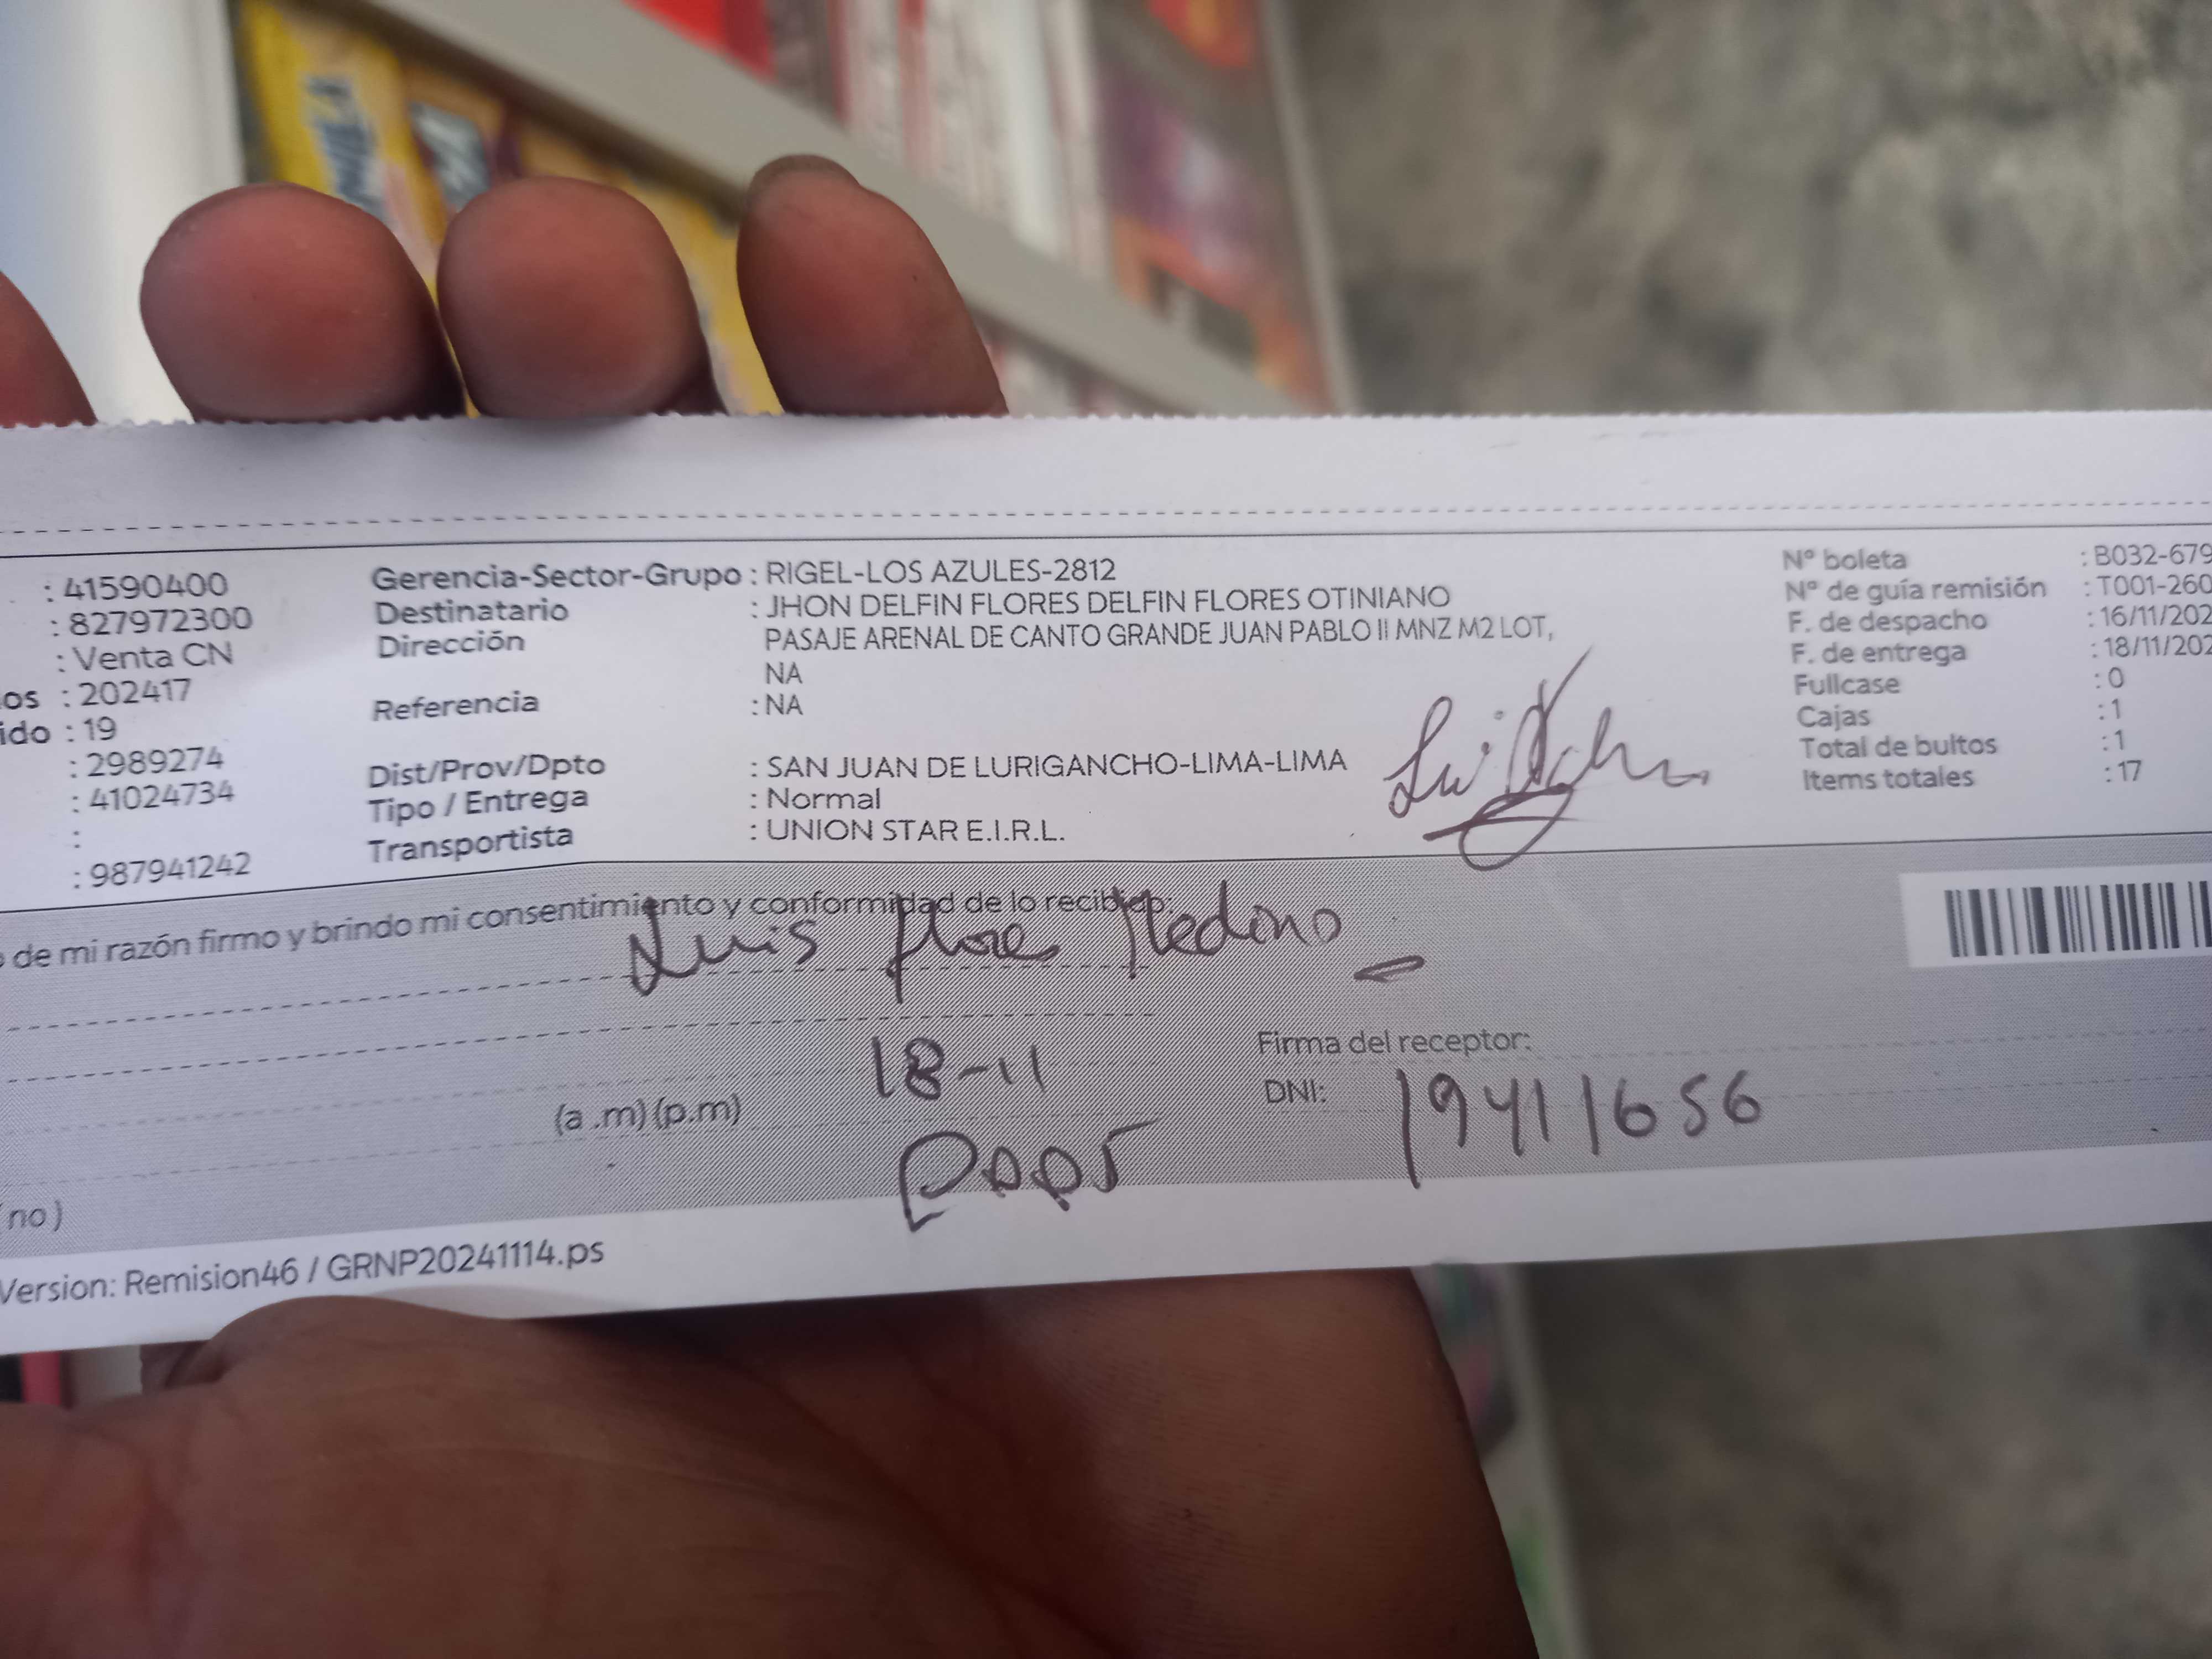 : 41590400
: 827972300
: Venta CN
os : 202417
ido : 19
: 2989274
: 41024734
:
: 987941242
Gerencia-Sector-Grupo : RIGEL-LOS AZULES-2812
Destinatario : JHON DELFIN FLORES DELFIN FLORES OTINIANO
Dirección PASAJE ARENAL DE CANTO GRANDE JUAN PABLO II MNZ M2 LOT,
NA
Referencia : NA
Dist/Prov/Dpto : SAN JUAN DE LURIGANCHO-LIMA-LIMA
Tipo / Entrega : Normal
Transportista : UNION STAR E.I.R.L.
Nº boleta : B032-679
Nº de guía remisión : T001-260
F. de despacho : 16/11/202
F. de entrega : 18/11/202
Fullcase : 0
Cajas : 1
Total de bultos : 1
Items totales : 17
de mi razón firmo y brindo mi consentimiento y conformidad de lo recibido:
Luis flore Medino
18-11
(a .m) (p.m)
Firma del receptor:
DNI: 19411656
(no)
Version: Remision46 / GRNP20241114.ps